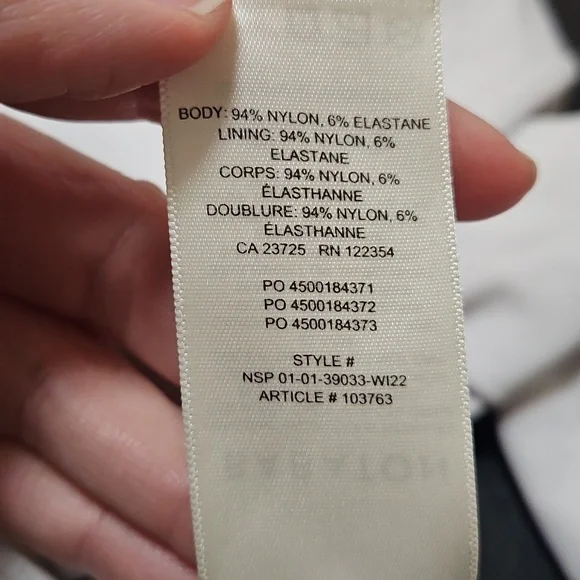 BODY: 94% NYLON, 6% ELASTANE
LINING: 94% NYLON, 6%
ELASTANE
CORPS: 94% NYLON, 6%
ÉLASTHANNE
DOUBLURE: 94% NYLON, 6%
ÉLASTHANNE
CA 23725 RN 122354
PO 4500184371
PO 4500184372
PO 4500184373
STYLE #
NSP 01-01-39033-WI22
ARTICLE # 103763